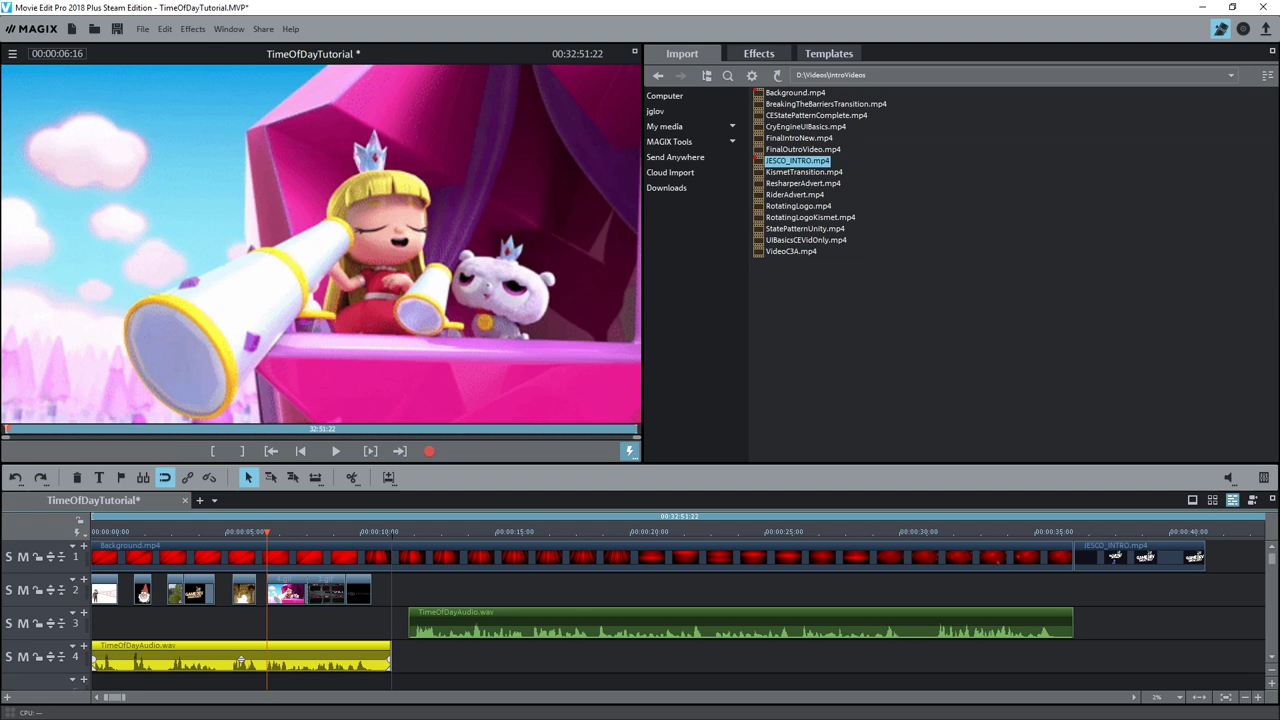 Movie Edit Pro 2018 Plus Steam Edition - TimeOfDayTutorial.MVP*
MAGIX File Edit Effects Window Share Help
00:00:06:16 TimeOfDayTutorial * 00:32:51:22
Import Effects Templates
D:\Videos\IntroVideos
Computer
jglov
My media
MAGIX Tools
Send Anywhere
Cloud Import
Downloads
Background.mp4
BreakingTheBarriersTransition.mp4
CEStatePatternComplete.mp4
CryEngineUIBasics.mp4
FinalIntroNew.mp4
FinalOutroVideo.mp4
JESCO_INTRO.mp4
KismetTransition.mp4
ResharperAdvert.mp4
RiderAdvert.mp4
RotatingLogo.mp4
RotatingLogoKismet.mp4
StatePatternUnity.mp4
UIBasicsCEVidOnly.mp4
VideoC3A.mp4
32:51:22
TimeOfDayTutorial*
00:32:51:22
00:00:00:00 00:00:05:00 00:00:10:00 00:00:15:00 00:00:20:00 00:00:25:00 00:00:30:00 00:00:35:00 00:00:40:00
Background.mp4 JESCO_INTRO.mp4
S M 1
4.gif 3.gif
S M 2
TimeOfDayAudio.wav
S M 3
TimeOfDayAudio.wav
S M 4
2%
CPU: —